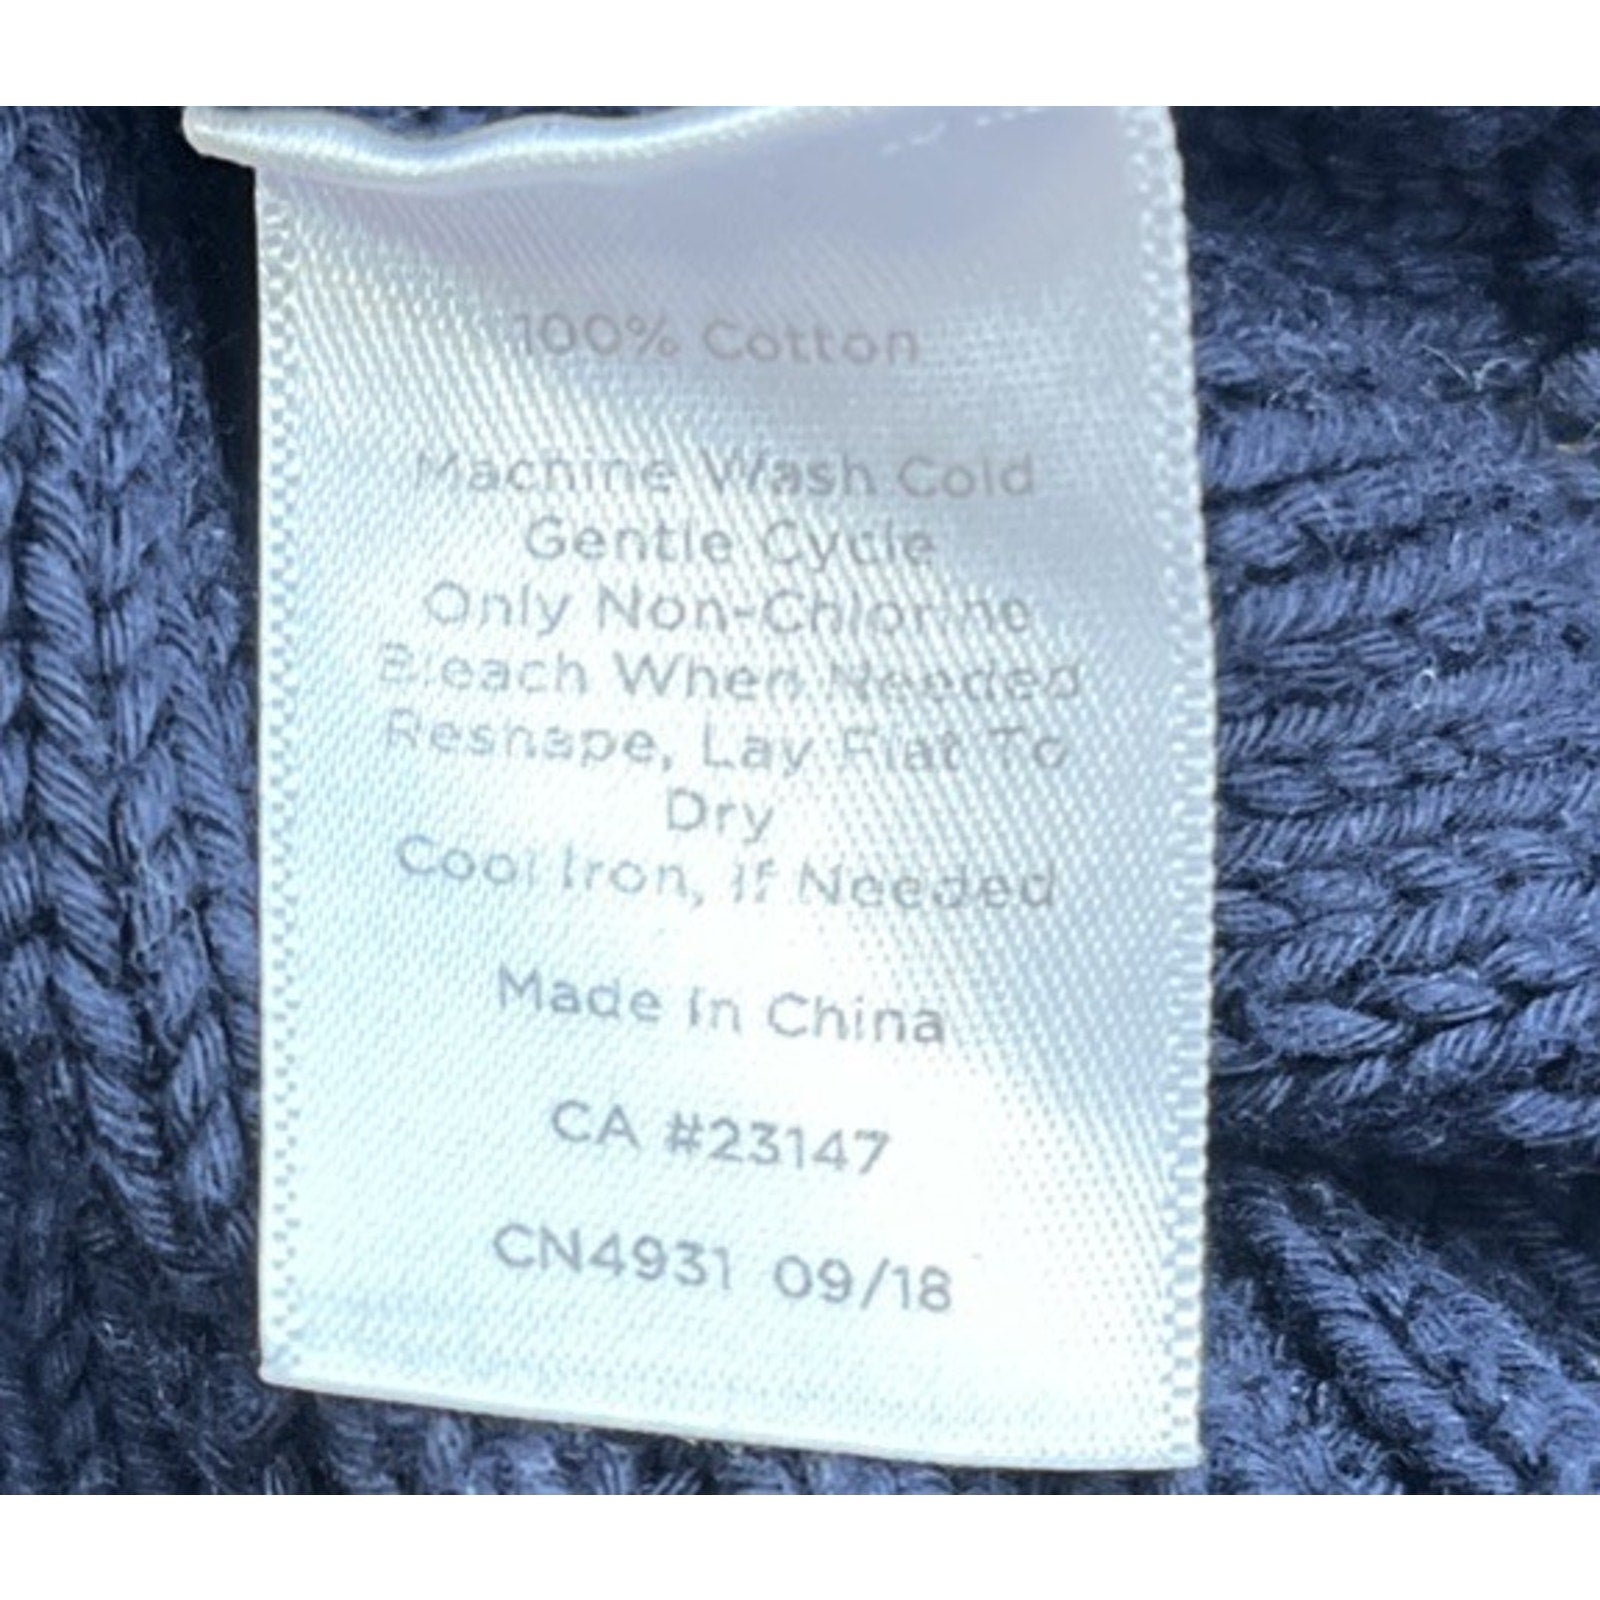 100% Cotton
Machine Wash Cold
Gentle Cycle
Only Non-Chlorine
Bleach When Needed
Reshape, Lay Flat To
Dry
Cool Iron, If Needed
Made In China
CA #23147
CN4931 09/18